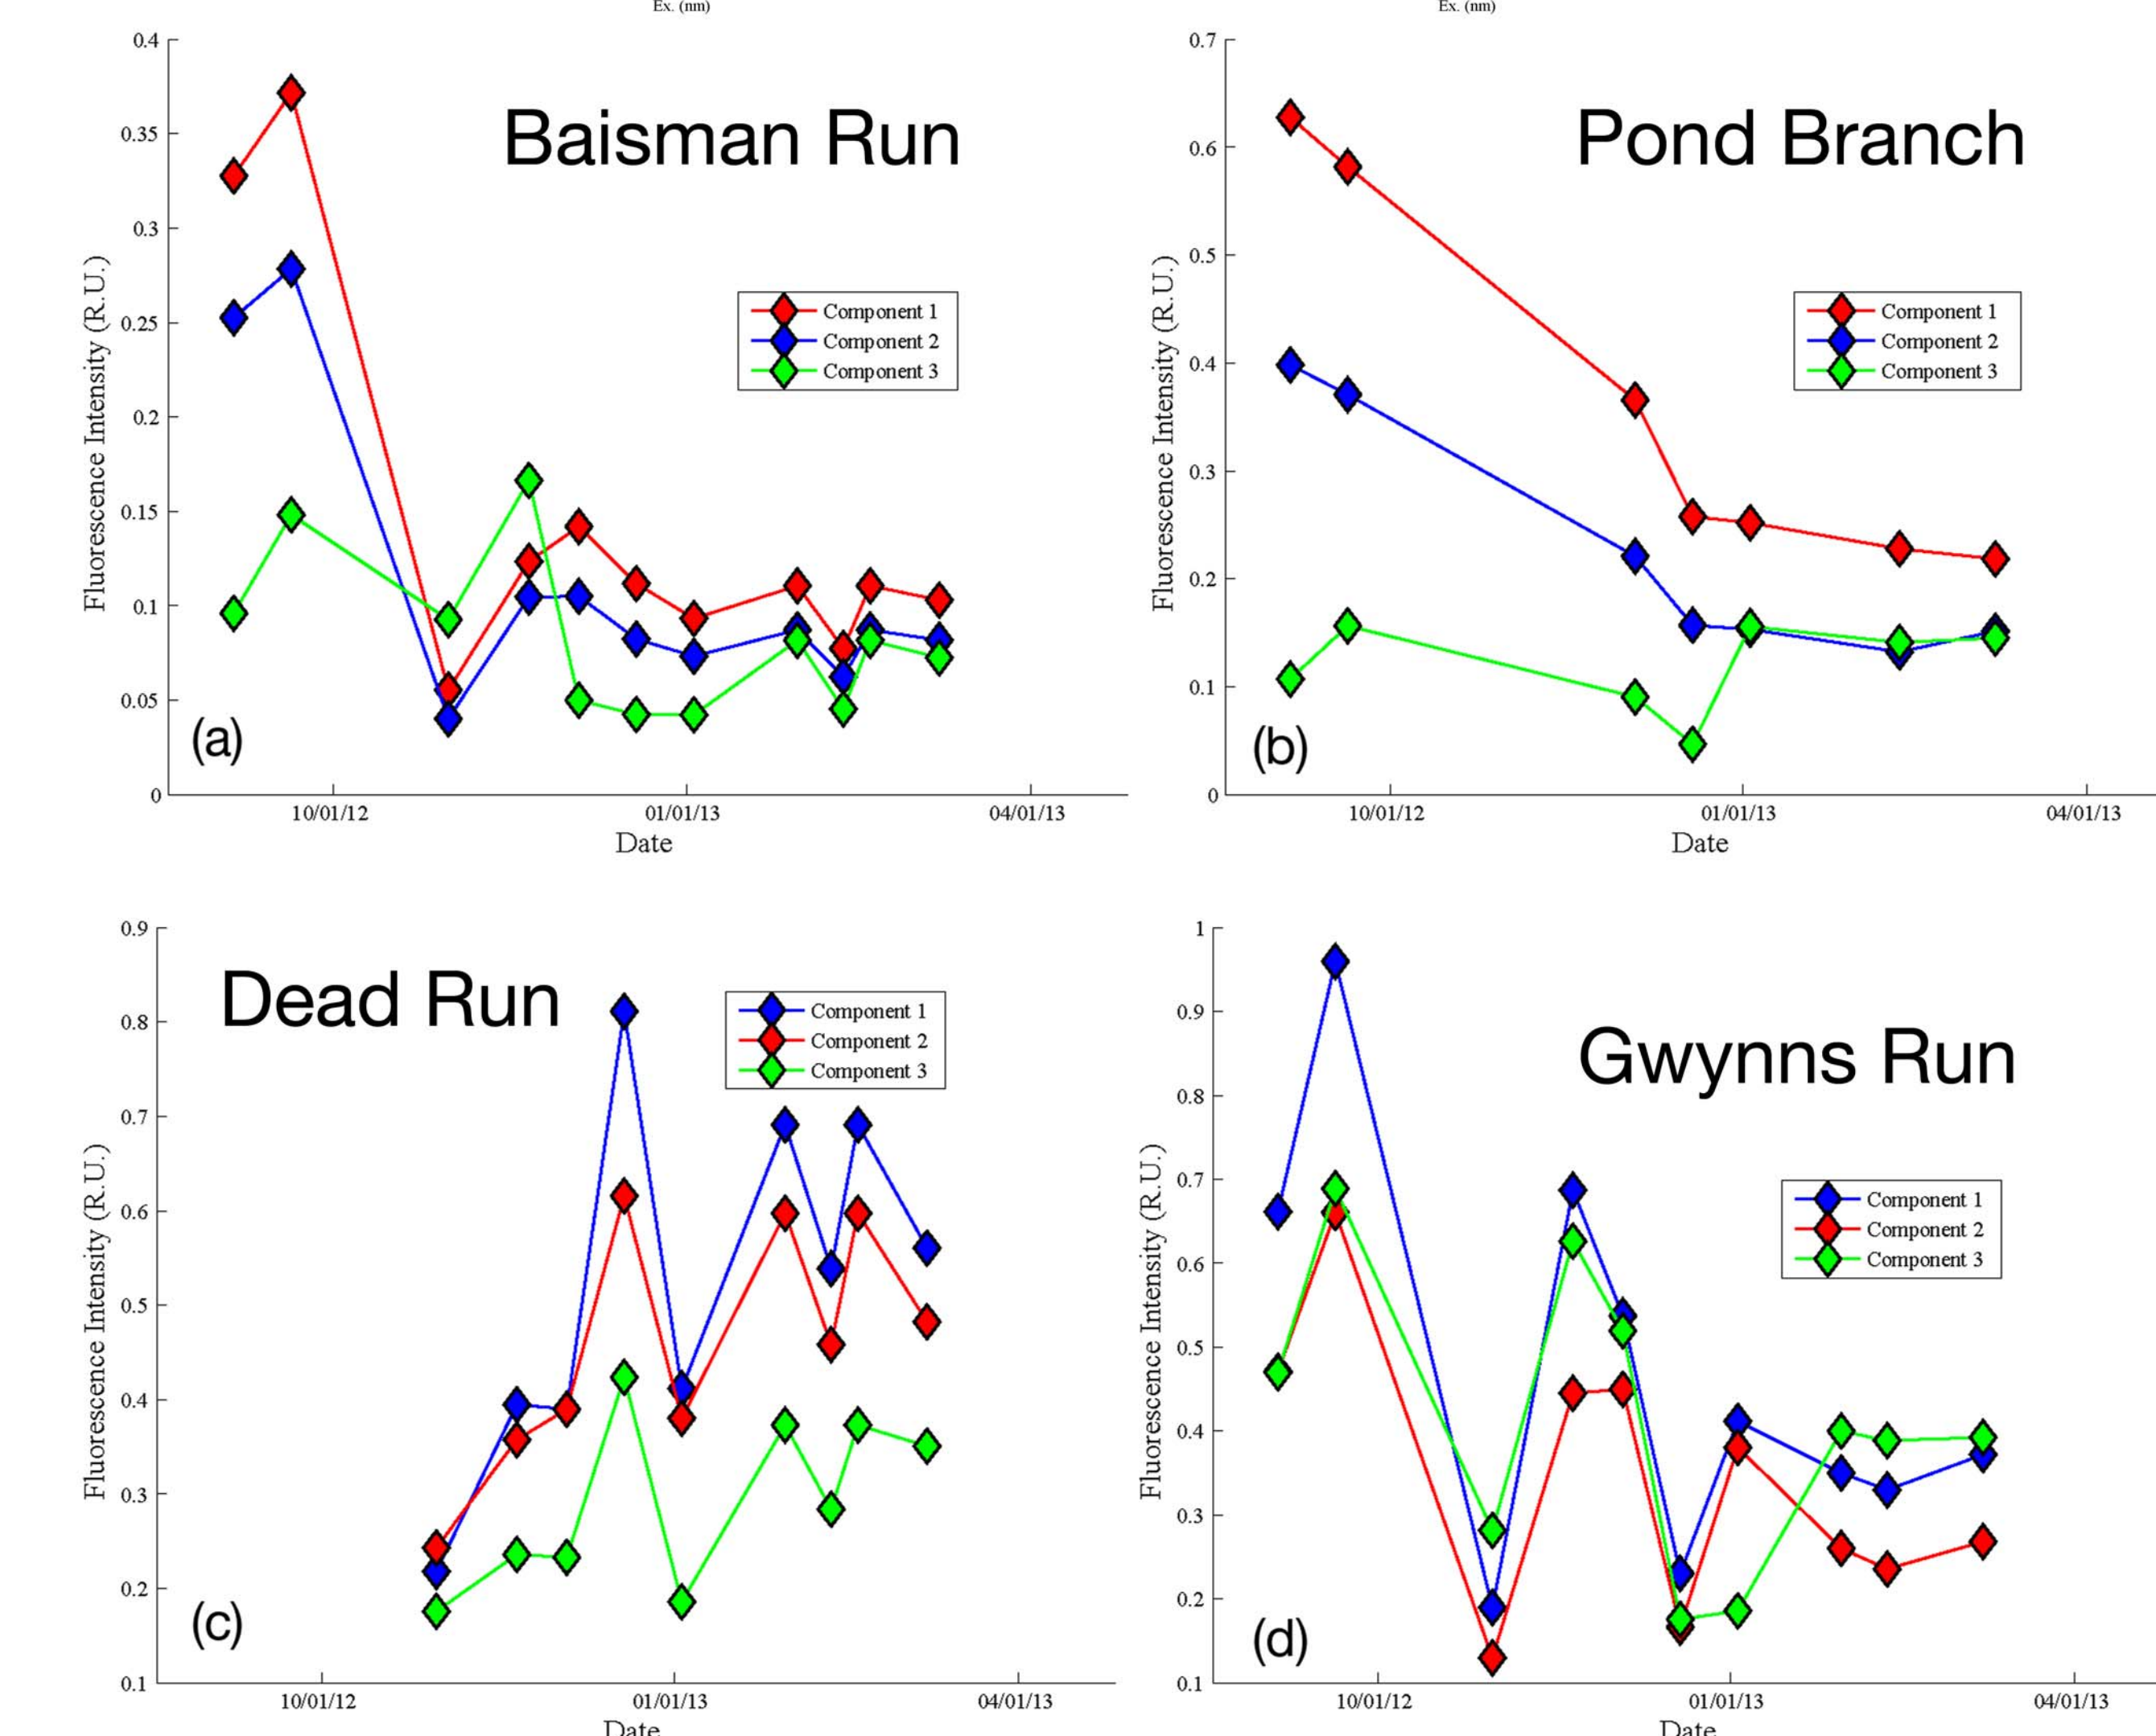 Ex. (nm)
Ex. (nm)
Baisman Run
Fluorescence Intensity (R.U.)
0.4
0.35
0.3
0.25
0.2
0.15
0.1
0.05
0
Component 1
Component 2
Component 3
(a)
10/01/12
01/01/13
04/01/13
Date
Pond Branch
Fluorescence Intensity (R.U.)
0.7
0.6
0.5
0.4
0.3
0.2
0.1
0
Component 1
Component 2
Component 3
(b)
10/01/12
01/01/13
04/01/13
Date
Dead Run
Fluorescence Intensity (R.U.)
0.9
0.8
0.7
0.6
0.5
0.4
0.3
0.2
0.1
Component 1
Component 2
Component 3
(c)
10/01/12
01/01/13
04/01/13
Date
Gwynns Run
Fluorescence Intensity (R.U.)
1
0.9
0.8
0.7
0.6
0.5
0.4
0.3
0.2
0.1
Component 1
Component 2
Component 3
(d)
10/01/12
01/01/13
04/01/13
Date